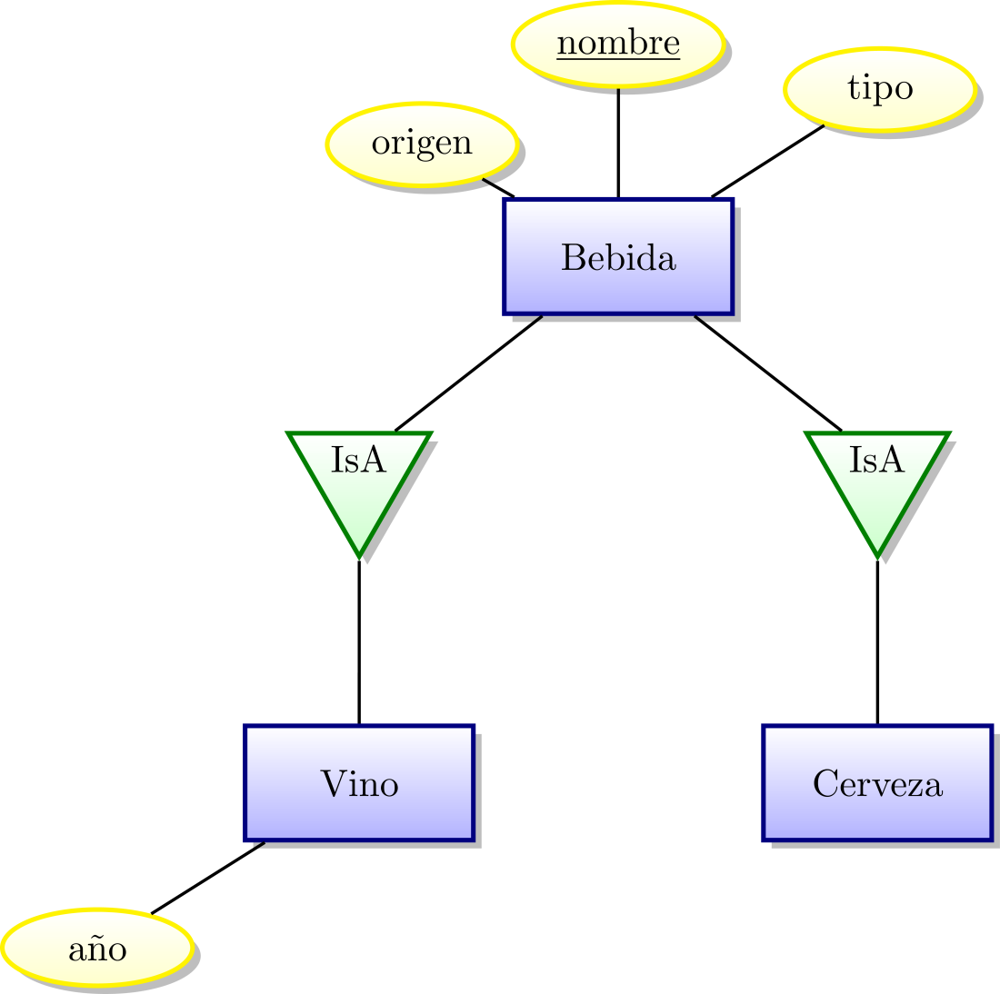 nombre
tipo
origen
Bebida
IsA
IsA
Vino
Cerveza
año